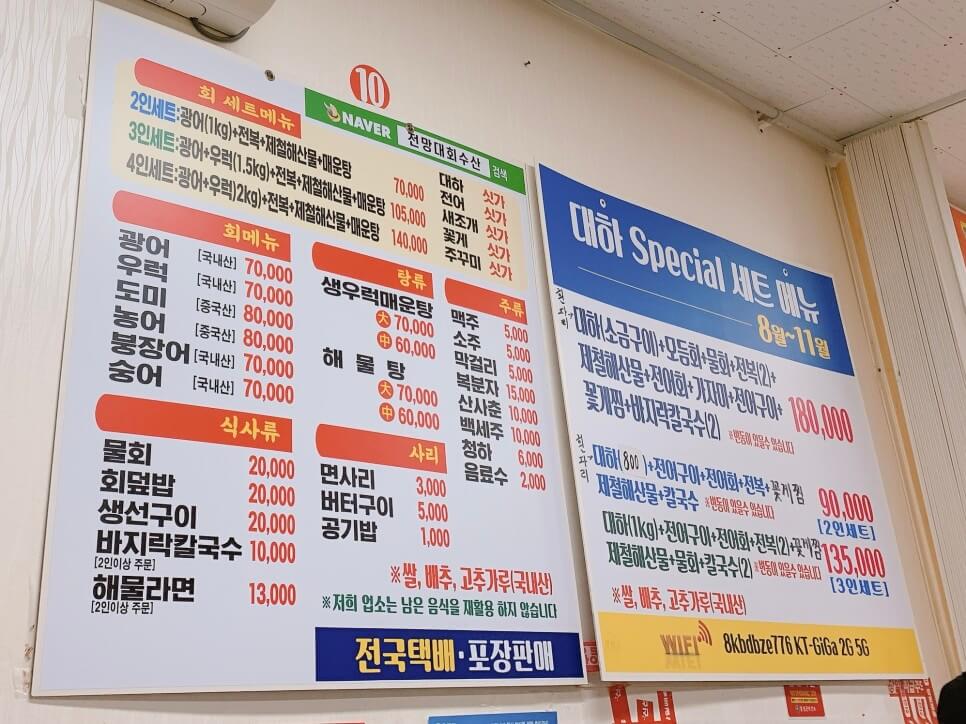 10
NAVER 전망대회수산 검색
회 세트메뉴
2인세트:광어(1kg)+전복+제철해산물+매운탕 70,000
3인세트:광어+우럭(1.5kg)+전복+제철해산물+매운탕 105,000
4인세트:광어+우럭(2kg)+전복+제철해산물+매운탕 140,000
대하 싯가
전어 싯가
새조개 싯가
꽃게 싯가
주꾸미 싯가
회메뉴
광어 [국내산] 70,000
우럭 [국내산] 70,000
도미 [중국산] 80,000
농어 [중국산] 80,000
붕장어 [국내산] 70,000
숭어 [국내산] 70,000
식사류
물회 20,000
회덮밥 20,000
생선구이 20,000
바지락칼국수 10,000
[2인이상 주문]
해물라면 13,000
[2인이상 주문]
탕류
생우럭매운탕
大 70,000
中 60,000
해물탕
大 70,000
中 60,000
사리
면사리 3,000
버터구이 5,000
공기밥 1,000
주류
맥주 5,000
소주 5,000
막걸리 5,000
복분자 15,000
산사춘 10,000
백세주 10,000
청하 6,000
음료수 2,000
※쌀, 배추, 고추가루(국내산)
※저희 업소는 남은 음식을 재활용 하지 않습니다
전국택배·포장판매
대하 Special 세트 메뉴
8월~11월
대하(소금구이)+모듬회+물회+전복(2)+
제철해산물+전어회+가자미+전어구이+
꽃게찜+바지락칼국수(2) ※변동이 있을수 있습니다 180,000
대하(800)+전어구이+전어회+전복+꽃게찜
제철해산물+칼국수 ※변동이 있을수 있습니다 90,000
[2인세트]
대하(1kg)+전어구이+전어회+전복(2)+꽃게찜
제철해산물+물회+칼국수(2) ※변동이 있을수 있습니다 135,000
[3인세트]
※쌀, 배추, 고추가루(국내산)
WIFI 8kbdbze776 KT-GiGa 2G 5G